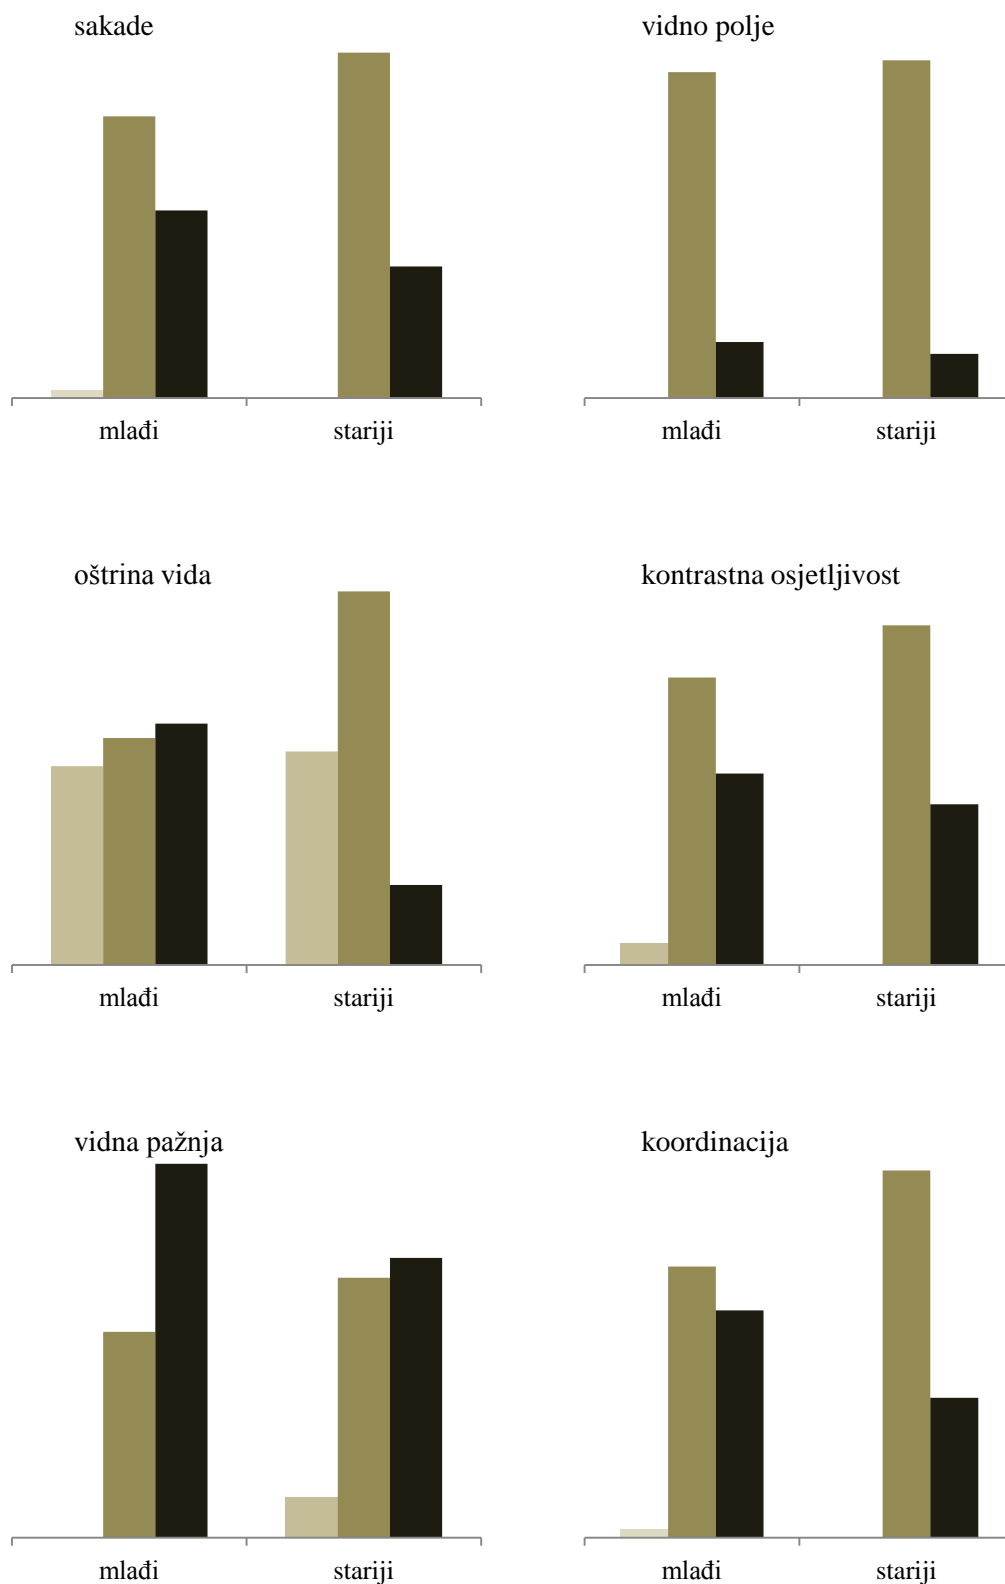 sakade
vidno polje
mlađi
stariji
mlađi
stariji
oštrina vida
kontrastna osjetljivost
mlađi
stariji
mlađi
stariji
vidna pažnja
koordinacija
mlađi
stariji
mlađi
stariji